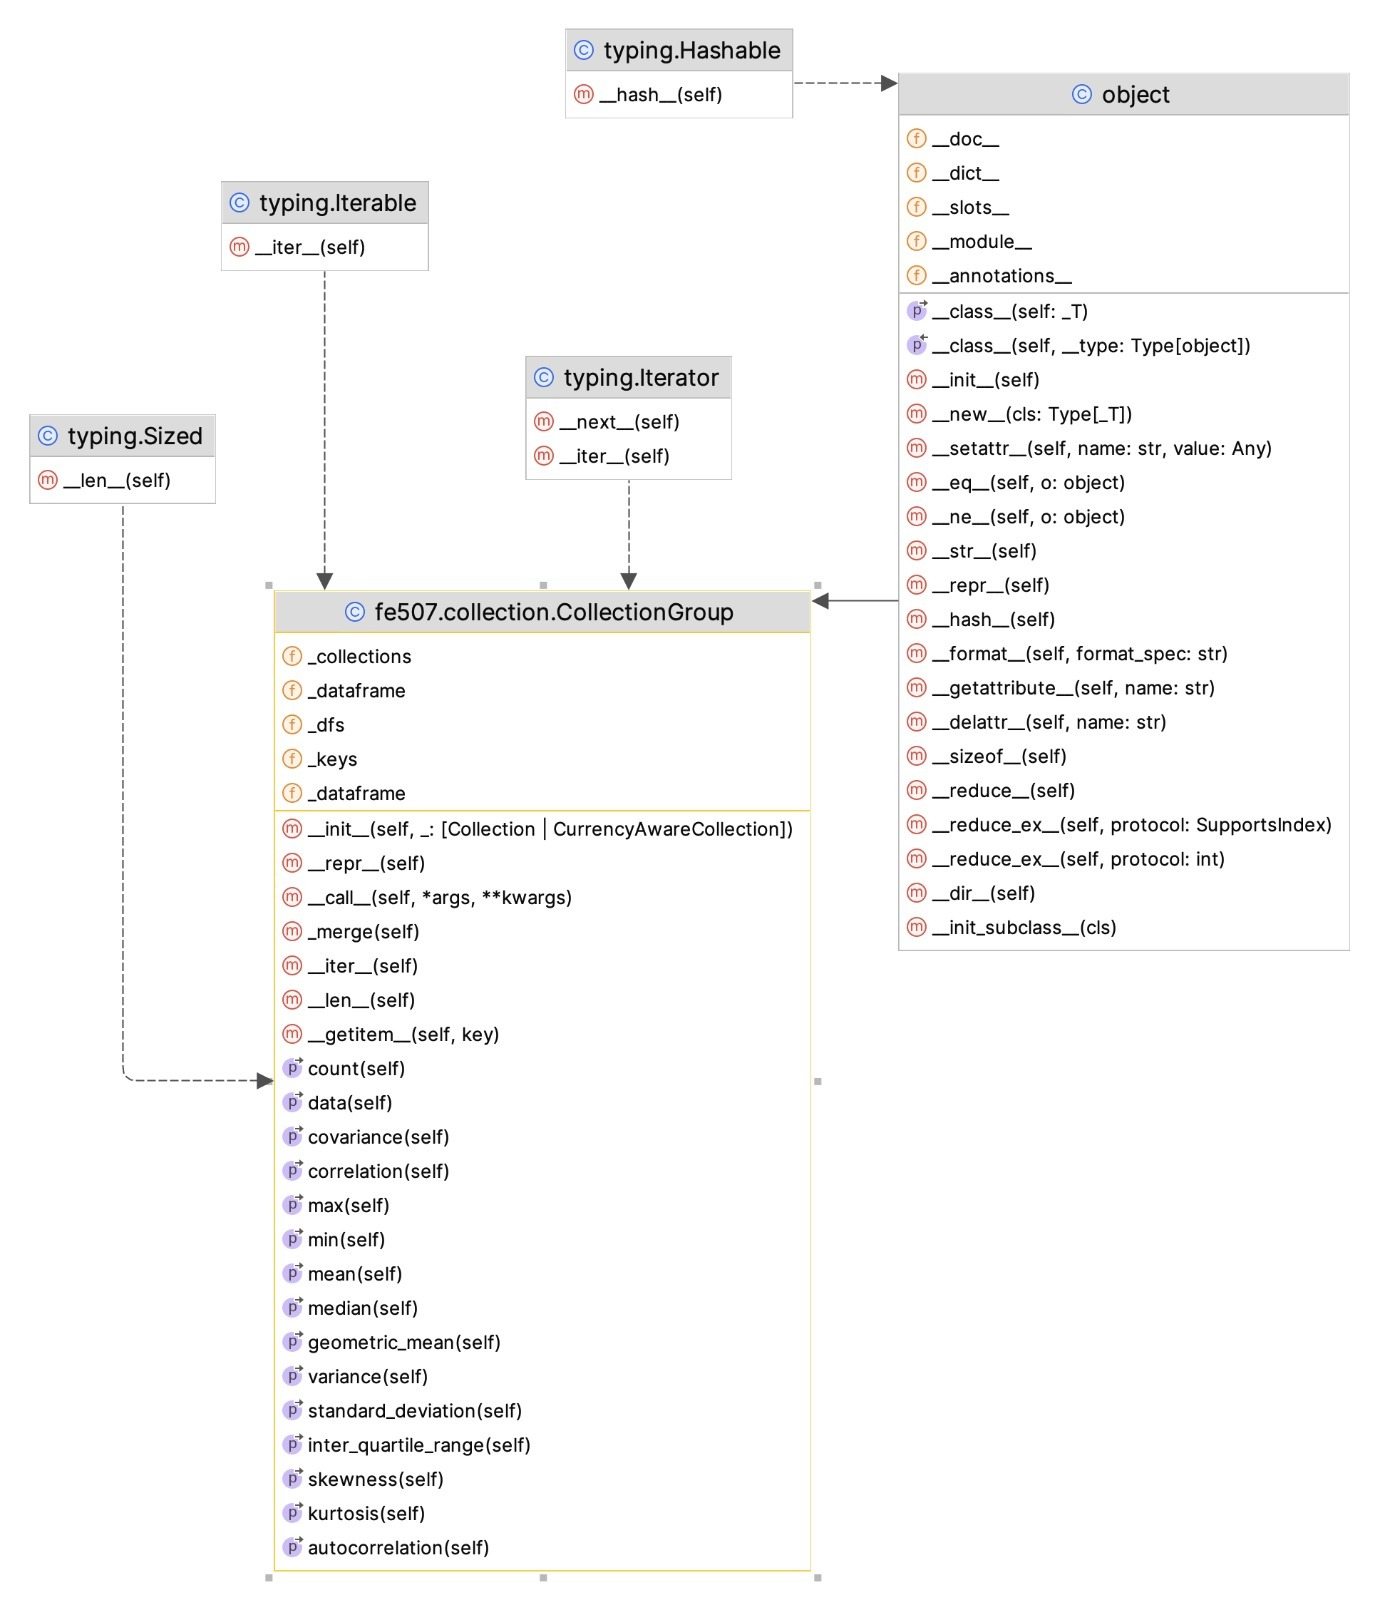 typing.Hashable
__hash__(self)
object
__doc__
__dict__
__slots__
__module__
__annotations__
__class__(self: _T)
__class__(self, __type: Type[object])
__init__(self)
__new__(cls: Type[_T])
__setattr__(self, name: str, value: Any)
__eq__(self, o: object)
__ne__(self, o: object)
__str__(self)
__repr__(self)
__hash__(self)
__format__(self, format_spec: str)
__getattribute__(self, name: str)
__delattr__(self, name: str)
__sizeof__(self)
__reduce__(self)
__reduce_ex__(self, protocol: SupportsIndex)
__reduce_ex__(self, protocol: int)
__dir__(self)
__init_subclass__(cls)
typing.Iterable
__iter__(self)
typing.Iterator
__next__(self)
__iter__(self)
typing.Sized
__len__(self)
fe507.collection.CollectionGroup
_collections
_dataframe
_dfs
_keys
_dataframe
__init__(self, _: [Collection | CurrencyAwareCollection])
__repr__(self)
__call__(self, *args, **kwargs)
_merge(self)
__iter__(self)
__len__(self)
__getitem__(self, key)
count(self)
data(self)
covariance(self)
correlation(self)
max(self)
min(self)
mean(self)
median(self)
geometric_mean(self)
variance(self)
standard_deviation(self)
inter_quartile_range(self)
skewness(self)
kurtosis(self)
autocorrelation(self)